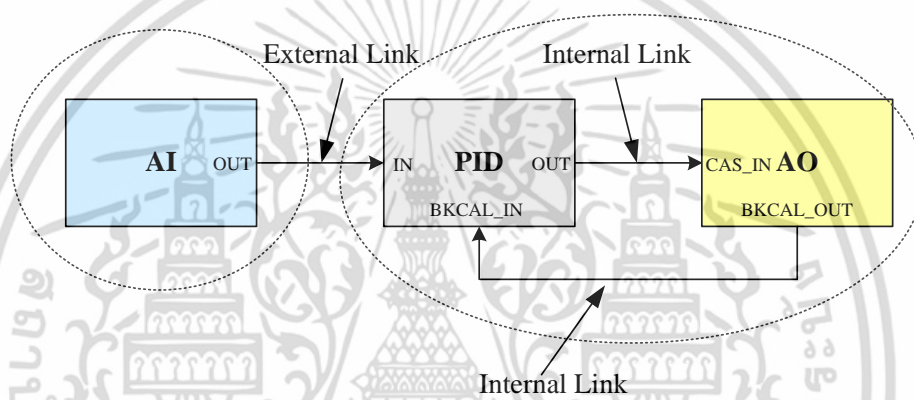 External Link
Internal Link
AI
OUT
IN
PID
OUT
BKCAL_IN
CAS_IN AO
BKCAL_OUT
Internal Link